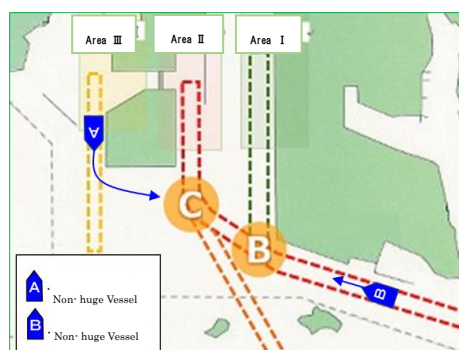 Area Ⅲ
Area Ⅱ
Area Ⅰ
A
C
B
B
A
Non- huge Vessel
B
Non- huge Vessel